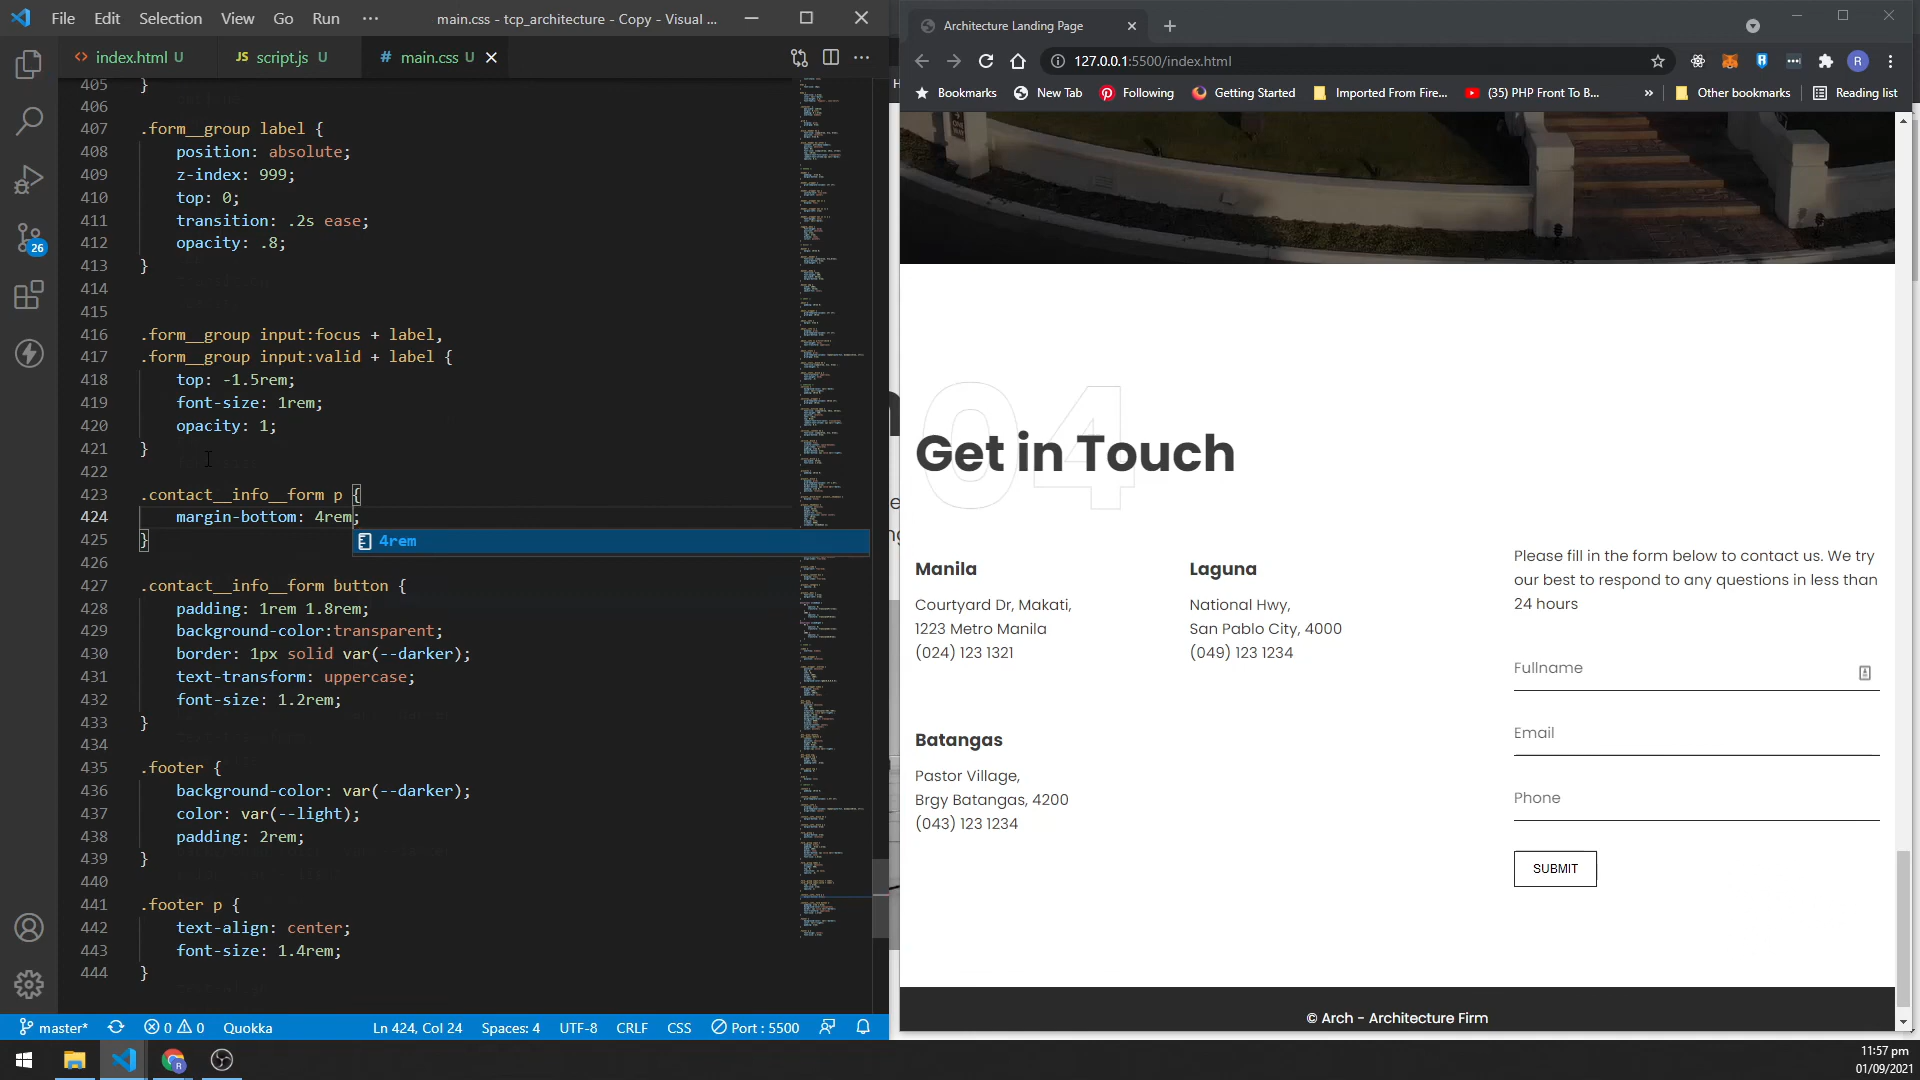 File Edit Selection View Go Run ··· main.css - tcp_architecture - Copy - Visual ...
index.html U script.js U main.css U
405 }
406
407 .form__group label {
408 position: absolute;
409 z-index: 999;
410 top: 0;
411 transition: .2s ease;
412 opacity: .8;
413 }
414
415
416 .form__group input:focus + label,
417 .form__group input:valid + label {
418 top: -1.5rem;
419 font-size: 1rem;
420 opacity: 1;
421 }
422
423 .contact__info__form p {
424 margin-bottom: 4rem;
425 }
4rem
426
427 .contact__info__form button {
428 padding: 1rem 1.8rem;
429 background-color:transparent;
430 border: 1px solid var(--darker);
431 text-transform: uppercase;
432 font-size: 1.2rem;
433 }
434
435 .footer {
436 background-color: var(--darker);
437 color: var(--light);
438 padding: 2rem;
439 }
440
441 .footer p {
442 text-align: center;
443 font-size: 1.4rem;
444 }
26
master* 0 0 Quokka Ln 424, Col 24 Spaces: 4 UTF-8 CRLF CSS Port : 5500
Architecture Landing Page
127.0.0.1:5500/index.html
R
Bookmarks New Tab Following Getting Started Imported From Fire... (35) PHP Front To B... » Other bookmarks Reading list
ONE
WAY
04
Get in Touch
Manila
Courtyard Dr, Makati,
1223 Metro Manila
(024) 123 1321
Laguna
National Hwy,
San Pablo City, 4000
(049) 123 1234
Batangas
Pastor Village,
Brgy Batangas, 4200
(043) 123 1234
Please fill in the form below to contact us. We try
our best to respond to any questions in less than
24 hours
Fullname
Email
Phone
SUBMIT
© Arch - Architecture Firm
11:57 pm
01/09/2021